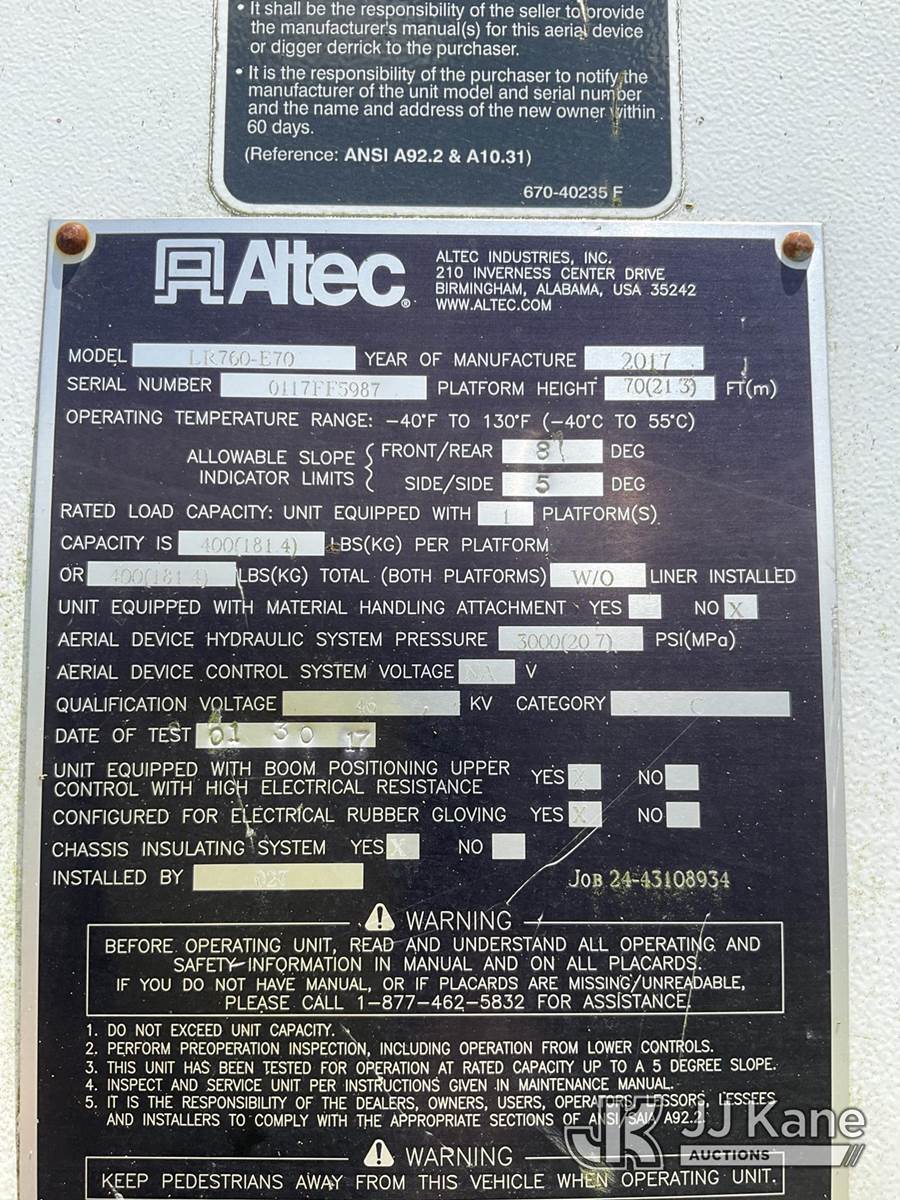 • It shall be the responsibility of the seller to provide
the manufacturer's manual(s) for this aerial device
or digger derrick to the purchaser.
• It is the responsibility of the purchaser to notify the
manufacturer of the unit model and serial number
and the name and address of the new owner within
60 days.
(Reference: ANSI A92.2 & A10.31)
670-40235 F
Altec®
ALTEC INDUSTRIES, INC.
210 INVERNESS CENTER DRIVE
BIRMINGHAM, ALABAMA, USA 35242
WWW.ALTEC.COM
MODEL LR760-E70 YEAR OF MANUFACTURE 2017
SERIAL NUMBER 0117FF5987 PLATFORM HEIGHT 70(21.3) FT(m)
OPERATING TEMPERATURE RANGE: -40°F TO 130°F (-40°C TO 55°C)
ALLOWABLE SLOPE INDICATOR LIMITS { FRONT/REAR 8 DEG
SIDE/SIDE 5 DEG
RATED LOAD CAPACITY: UNIT EQUIPPED WITH 1 PLATFORM(S)
CAPACITY IS 400(181.4) LBS(KG) PER PLATFORM
OR 400(181.4) LBS(KG) TOTAL (BOTH PLATFORMS) W/O LINER INSTALLED
UNIT EQUIPPED WITH MATERIAL HANDLING ATTACHMENT YES NO X
AERIAL DEVICE HYDRAULIC SYSTEM PRESSURE 3000(20.7) PSI(MPa)
AERIAL DEVICE CONTROL SYSTEM VOLTAGE NA V
QUALIFICATION VOLTAGE 46 KV CATEGORY C
DATE OF TEST 01 30 17
UNIT EQUIPPED WITH BOOM POSITIONING UPPER
CONTROL WITH HIGH ELECTRICAL RESISTANCE YES X NO
CONFIGURED FOR ELECTRICAL RUBBER GLOVING YES X NO
CHASSIS INSULATING SYSTEM YES X NO
INSTALLED BY
JOB 24-43108934
WARNING
BEFORE OPERATING UNIT, READ AND UNDERSTAND ALL OPERATING AND
SAFETY INFORMATION IN MANUAL AND ON ALL PLACARDS.
IF YOU DO NOT HAVE MANUAL, OR IF PLACARDS ARE MISSING/UNREADABLE,
PLEASE CALL 1-877-462-5832 FOR ASSISTANCE.
1. DO NOT EXCEED UNIT CAPACITY.
2. PERFORM PREOPERATION INSPECTION, INCLUDING OPERATION FROM LOWER CONTROLS.
3. THIS UNIT HAS BEEN TESTED FOR OPERATION AT RATED CAPACITY UP TO A 5 DEGREE SLOPE.
4. INSPECT AND SERVICE UNIT PER INSTRUCTIONS GIVEN IN MAINTENANCE MANUAL.
5. IT IS THE RESPONSIBILITY OF THE DEALERS, OWNERS, USERS, OPERATORS, LESSORS, LESSEES
AND INSTALLERS TO COMPLY WITH THE APPROPRIATE SECTIONS OF ANSI/SAIA A92.2.
JK JJ Kane
AUCTIONS
WARNING
KEEP PEDESTRIANS AWAY FROM THIS VEHICLE WHEN OPERATING UNIT.